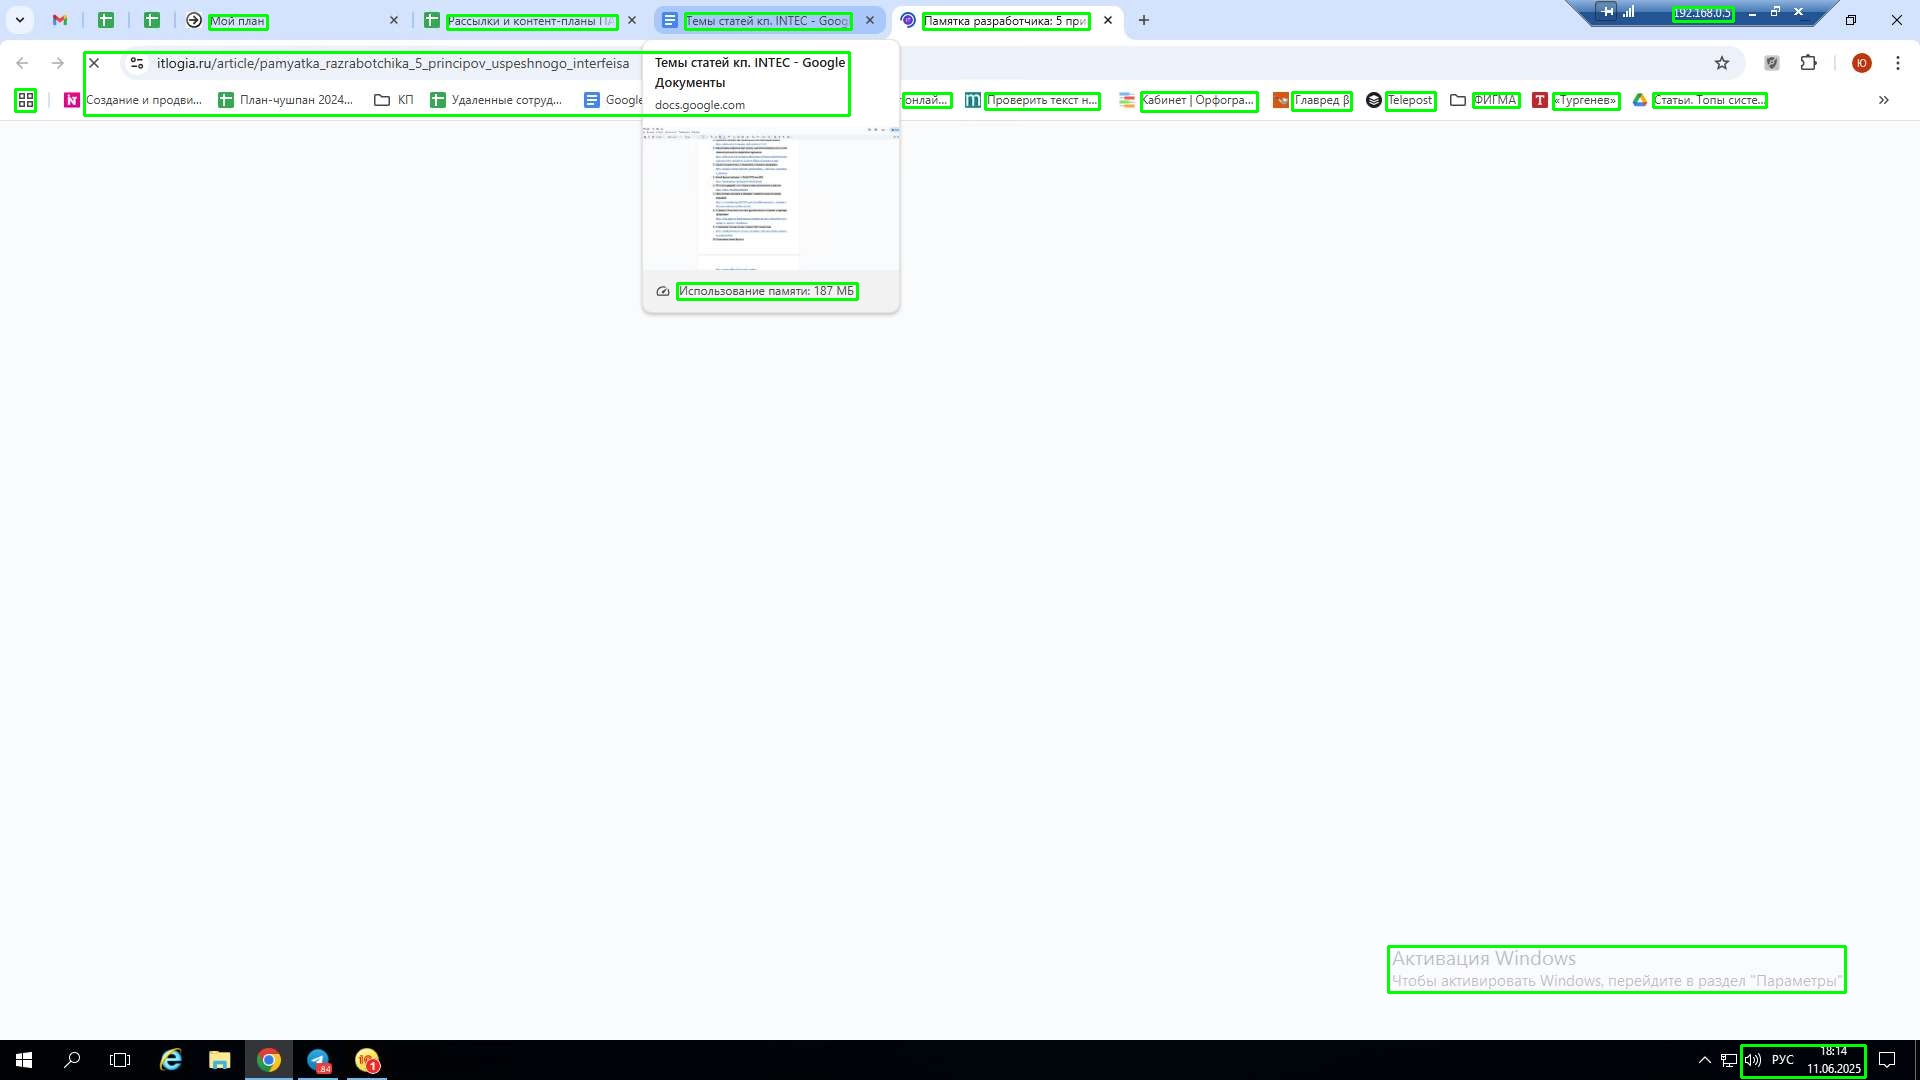 Мой план
Рассылки и контент-планы ПА
Темы статей кп. INTEC - Goog
Памятка разработчика: 5 при
192.168.0.5
itlogia.ru/article/pamyatka_razrabotchika_5_principov_uspeshnogo_interfeisa
Ю
Темы статей кп. INTEC - Google
Документы
docs.google.com
Создание и продви...
План-чушпан 2024...
КП
Удаленные сотруд...
Google
онлай...
Проверить текст н...
Кабинет | Орфогра...
Главред β
Telepost
ФИГМА
«Тургенев»
Статьи. Топы систе...
Использование памяти: 187 МБ
Активация Windows
Чтобы активировать Windows, перейдите в раздел "Параметры"
84
1
РУС
18:14
11.06.2025